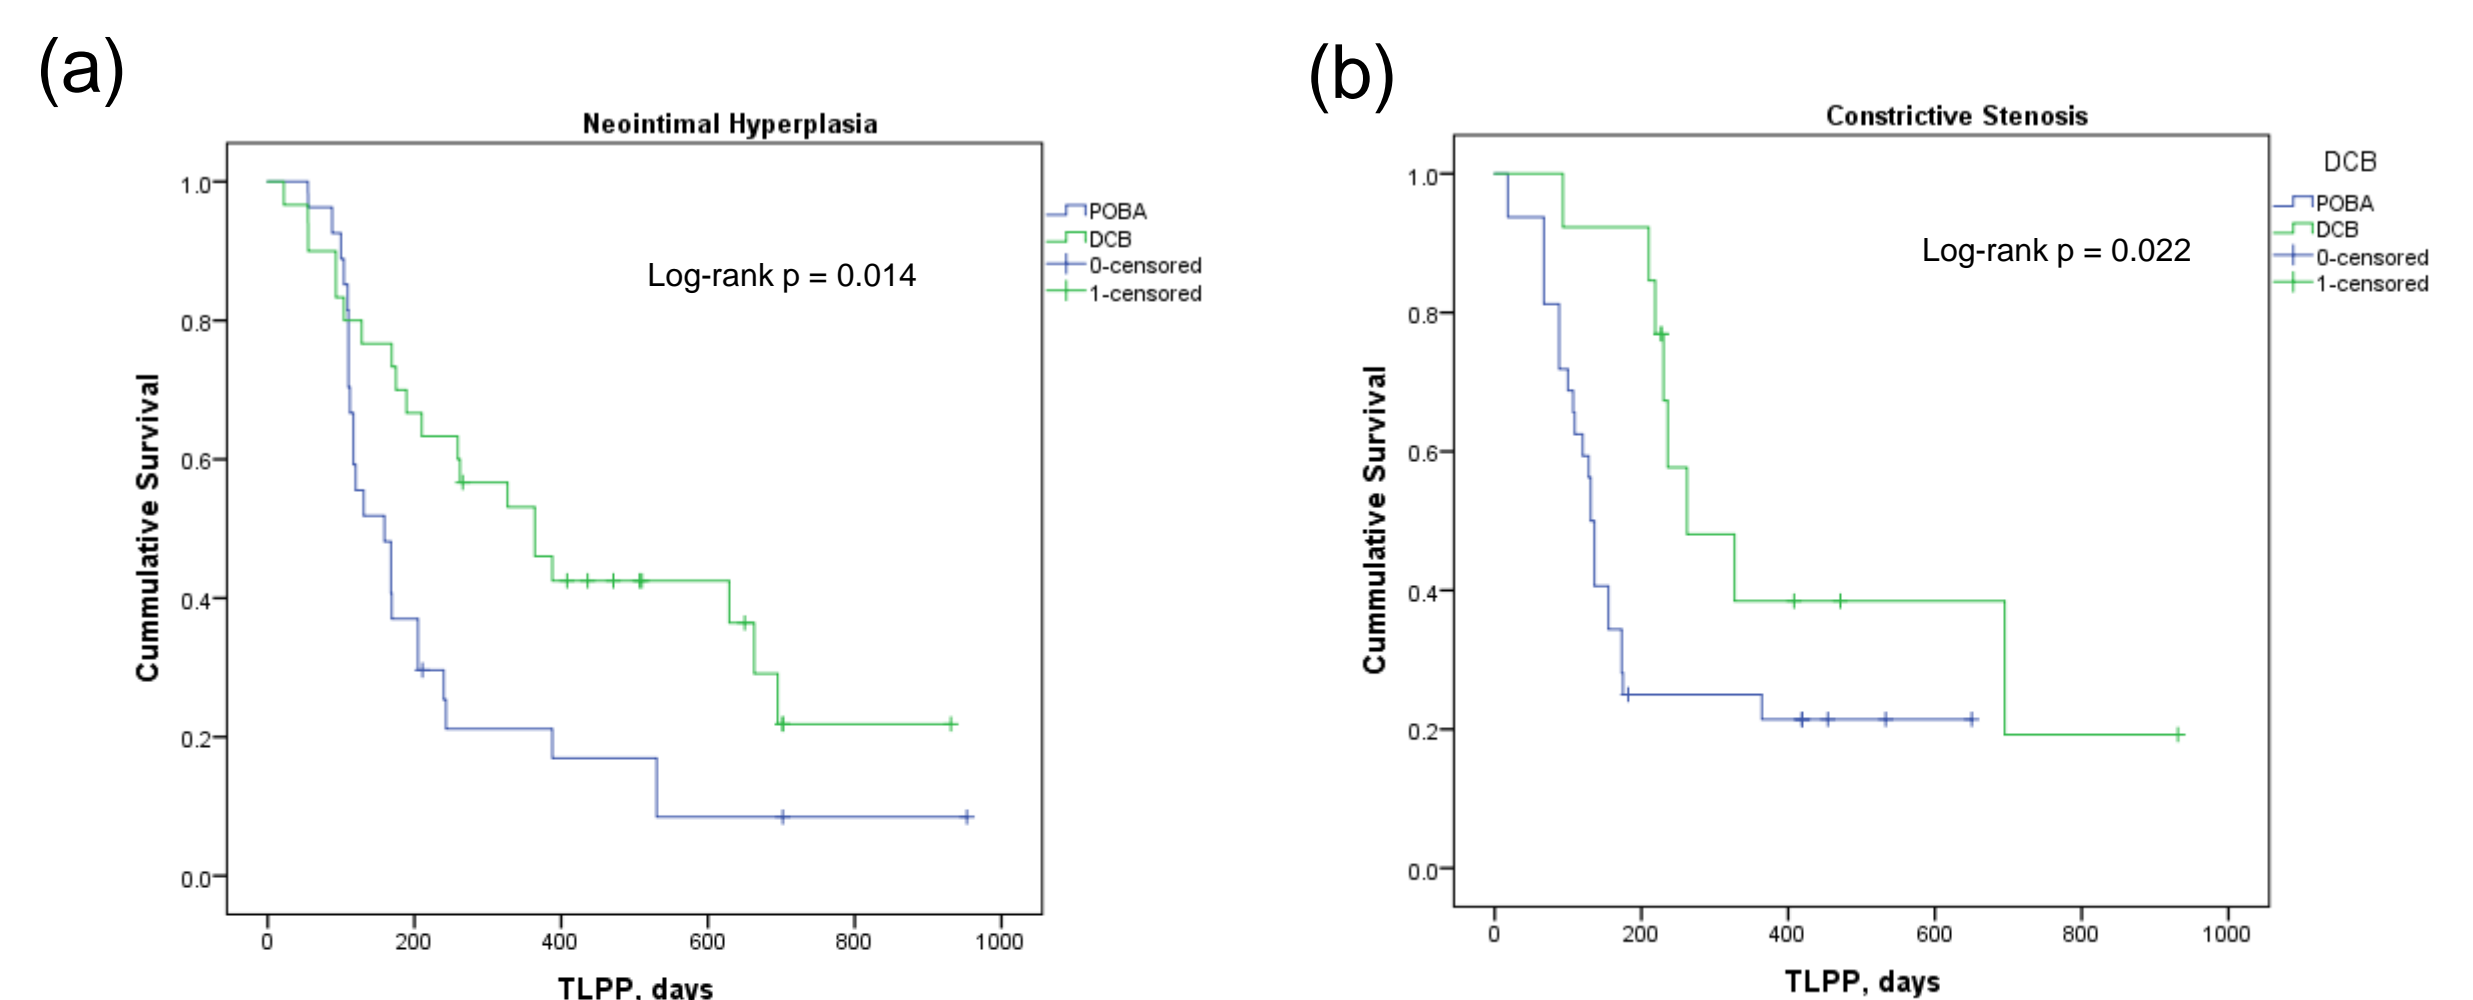 (a)
Neointimal Hyperplasia
Cummulative Survival
1.0
0.8
0.6
0.4
0.2
0.0
0 200 400 600 800 1000
TLPP, days
Log-rank p = 0.014
POBA
DCB
0-censored
1-censored
(b)
Constrictive Stenosis
Cummulative Survival
1.0
0.8
0.6
0.4
0.2
0.0
0 200 400 600 800 1000
TLPP, days
Log-rank p = 0.022
DCB
POBA
DCB
0-censored
1-censored